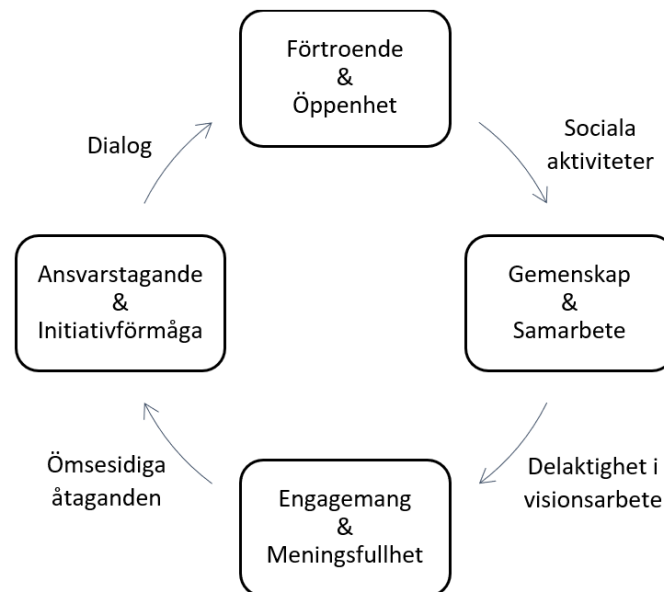 Förtroende
&
Öppenhet
Dialog
Sociala
aktiviteter
Ansvarstagande
&
Initiativförmåga
Gemenskap
&
Samarbete
Ömsesidiga
åtaganden
Delaktighet i
visionsarbete
Engagemang
&
Meningsfullhet